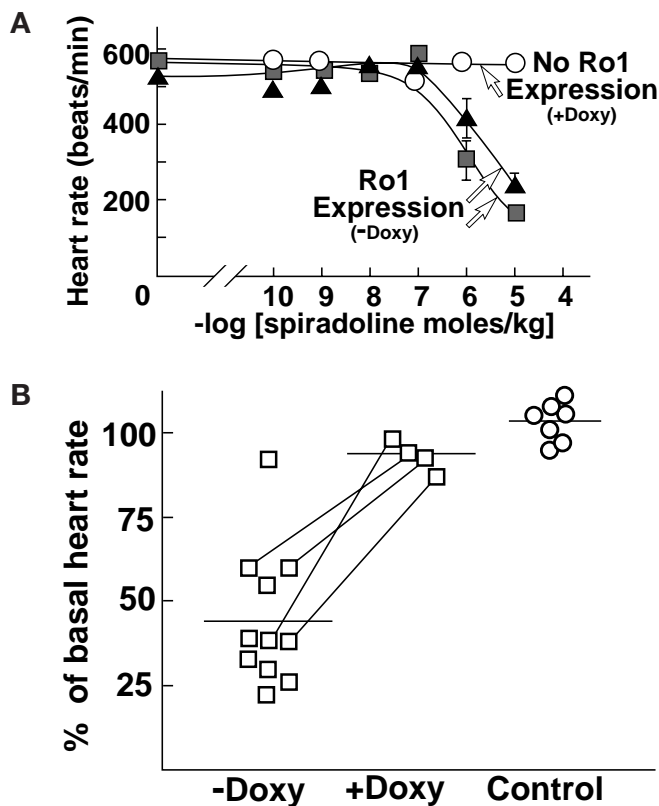 A
Heart rate (beats/min)
600
400
200
0
No Ro1
Expression
(+Doxy)
Ro1
Expression
(-Doxy)
10 9 8 7 6 5 4
-log [spiradoline moles/kg]
B
% of basal heart rate
100
75
50
25
-Doxy +Doxy Control